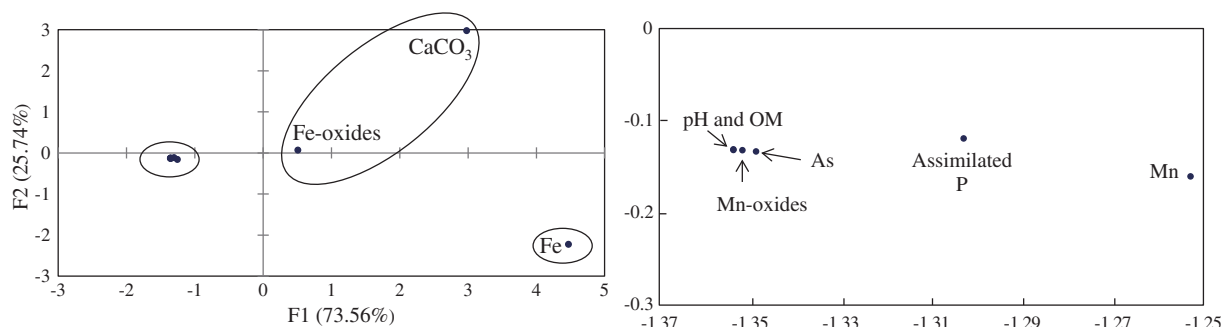 3
2
1
0
-1
-2
-3
F2 (25.74%)
CaCO3
Fe-oxides
Fe
-3 -2 -1 0 1 2 3 4 5
F1 (73.56%)
0
-0.1
-0.2
-0.3
pH and OM
As
Mn-oxides
Assimilated
P
Mn
-1.37 -1.35 -1.33 -1.31 -1.29 -1.27 -1.25